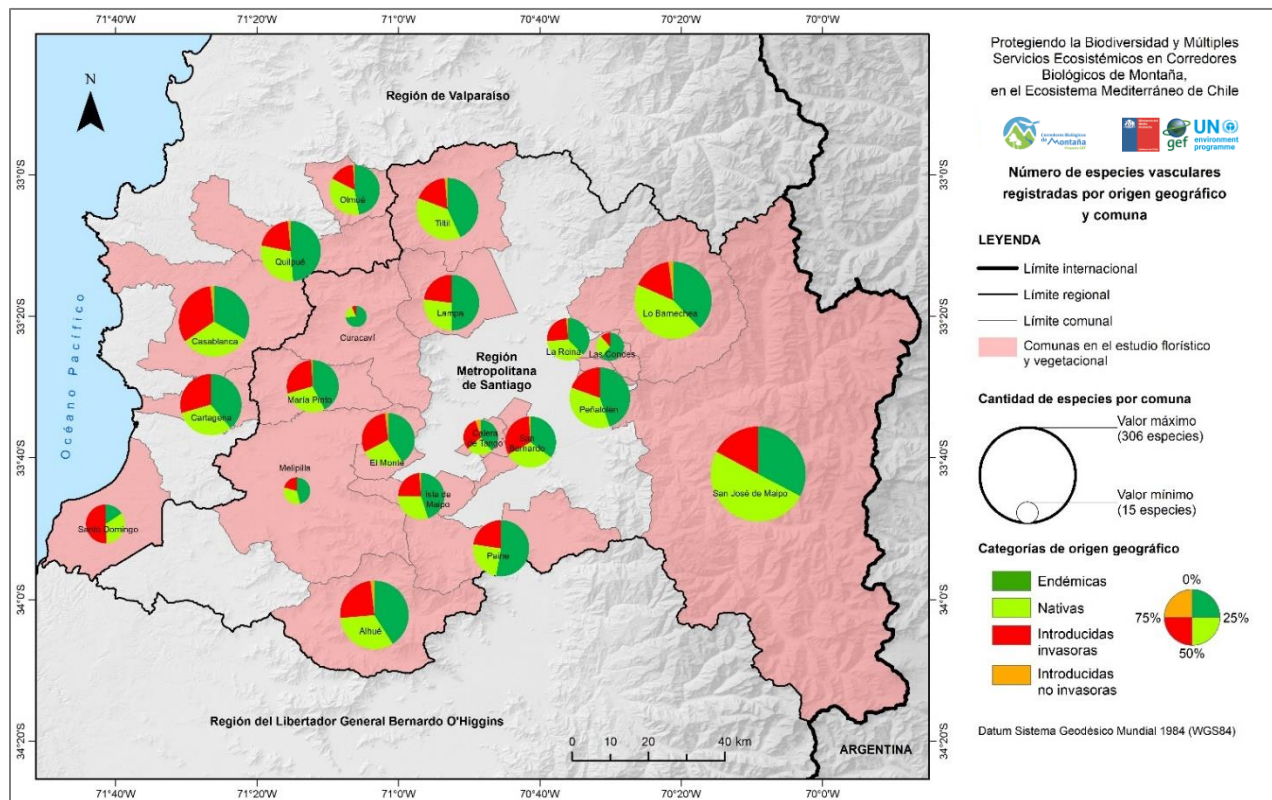 71°40'W
71°20'W
71°0'W
70°40'W
70°20'W
70°0'W
33°0'S
33°20'S
33°40'S
34°0'S
34°20'S
N
Región de Valparaíso
Olmué
Tiltil
Quilpué
Lampa
Lo Barnechea
Curacaví
Casablanca
La Reina
Las Condes
Región
Metropolitana
de Santiago
María Pinto
Peñalolen
Cartagena
El Monte
Calera
de Tango
San
Bernardo
Melipilla
Isla de
Maipo
San José de Maipo
Santo Domingo
Paine
Alhué
Océano Pacífico
Región del Libertador General Bernardo O'Higgins
0 10 20 40 km
ARGENTINA
33°0'S
33°20'S
33°40'S
34°0'S
34°20'S
71°40'W
71°20'W
71°0'W
70°40'W
70°20'W
70°0'W
Protegiendo la Biodiversidad y Múltiples
Servicios Ecosistémicos en Corredores
Biológicos de Montaña,
en el Ecosistema Mediterráneo de Chile
Corredores Biológicos
de Montaña
gef
UN
environment
programme
Número de especies vasculares
registradas por origen geográfico
y comuna
LEYENDA
Límite internacional
Límite regional
Límite comunal
Comunas en el estudio florístico
y vegetacional
Cantidad de especies por comuna
Valor máximo
(306 especies)
Valor mínimo
(15 especies)
Categorías de origen geográfico
Endémicas
Nativas
Introducidas
invasoras
Introducidas
no invasoras
0%
75%
25%
50%
Datum Sistema Geodésico Mundial 1984 (WGS84)